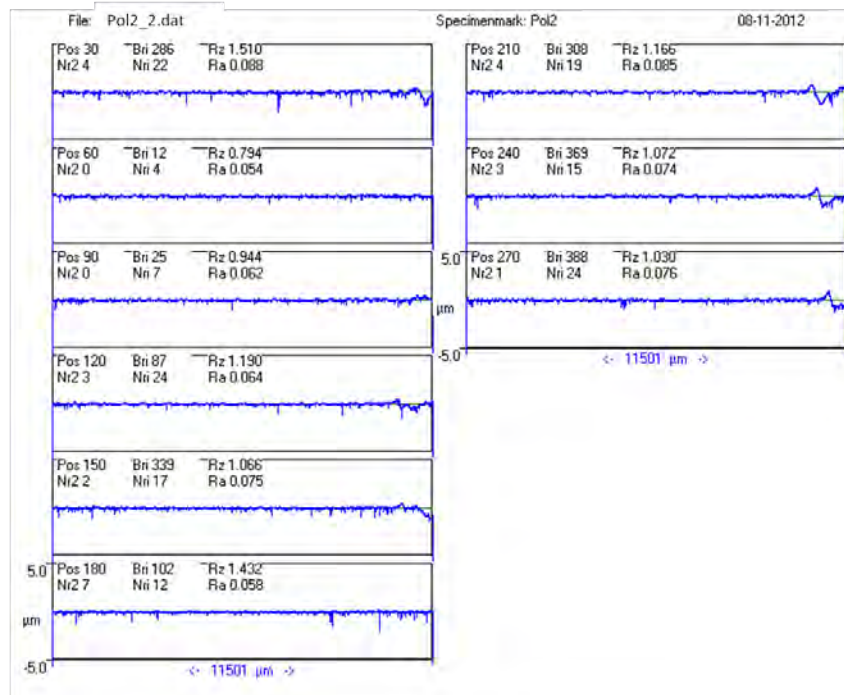 File: Pol2_2.dat Specimenmark: Pol2 08-11-2012
Pos 30 Bri 286 Rz 1.510
Nr2 4 Nri 22 Ra 0.088
Pos 60 Bri 12 Rz 0.794
Nr2 0 Nri 4 Ra 0.054
Pos 90 Bri 25 Rz 0.944
Nr2 0 Nri 7 Ra 0.062
Pos 120 Bri 87 Rz 1.190
Nr2 3 Nri 24 Ra 0.064
Pos 150 Bri 339 Rz 1.066
Nr2 2 Nri 17 Ra 0.075
5.0 Pos 180 Bri 102 Rz 1.432
Nr2 7 Nri 12 Ra 0.058
µm
-5.0
<- 11501 µm ->
Pos 210 Bri 308 Rz 1.166
Nr2 4 Nri 19 Ra 0.085
Pos 240 Bri 369 Rz 1.072
Nr2 3 Nri 15 Ra 0.074
5.0 Pos 270 Bri 388 Rz 1.030
Nr2 1 Nri 24 Ra 0.076
µm
-5.0
<- 11501 µm ->